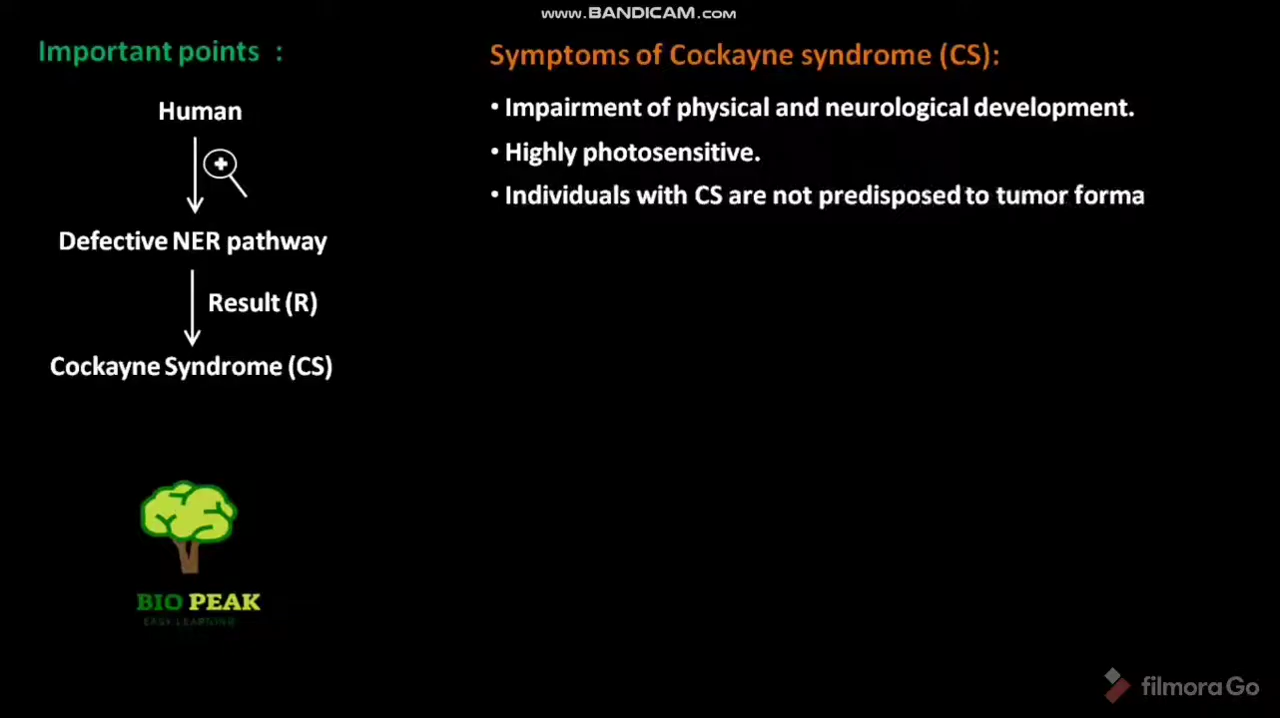 www.BANDICAM.com
Important points :
Human
Defective NER pathway
Result (R)
Cockayne Syndrome (CS)
Symptoms of Cockayne syndrome (CS):
• Impairment of physical and neurological development.
• Highly photosensitive.
• Individuals with CS are not predisposed to tumor forma
BIO PEAK
EASY LEARNING
filmora Go